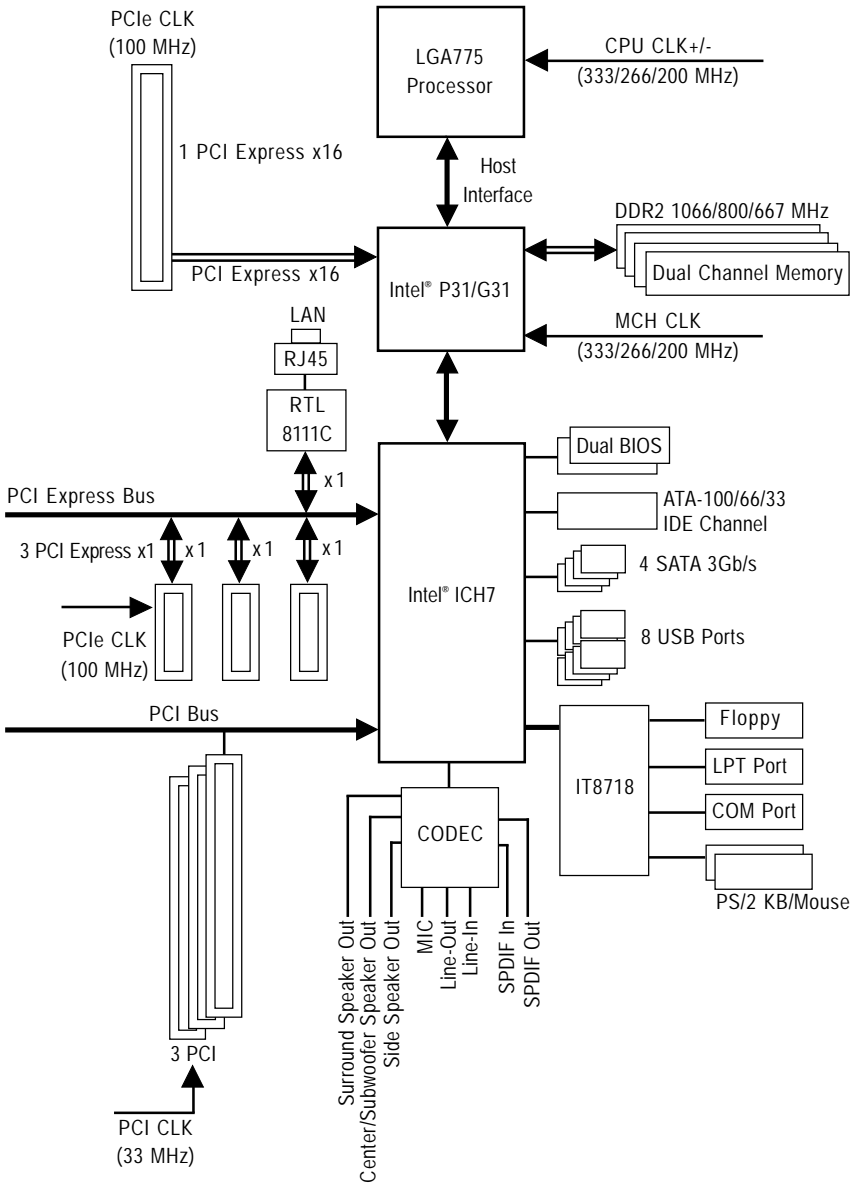 PCIe CLK
(100 MHz)
LGA775
Processor
CPU CLK+/-
(333/266/200 MHz)
1 PCI Express x16
Host
Interface
DDR2 1066/800/667 MHz
Dual Channel Memory
PCI Express x16
Intel® P31/G31
MCH CLK
(333/266/200 MHz)
LAN
RJ45
RTL
8111C
x1
Dual BIOS
PCI Express Bus
ATA-100/66/33
IDE Channel
3 PCI Express x1
x1
x1
x1
4 SATA 3Gb/s
Intel® ICH7
PCIe CLK
(100 MHz)
8 USB Ports
PCI Bus
Floppy
IT8718
LPT Port
COM Port
PS/2 KB/Mouse
CODEC
Surround Speaker Out
Center/Subwoofer Speaker Out
Side Speaker Out
MIC
Line-Out
Line-In
SPDIF In
SPDIF Out
3 PCI
PCI CLK
(33 MHz)